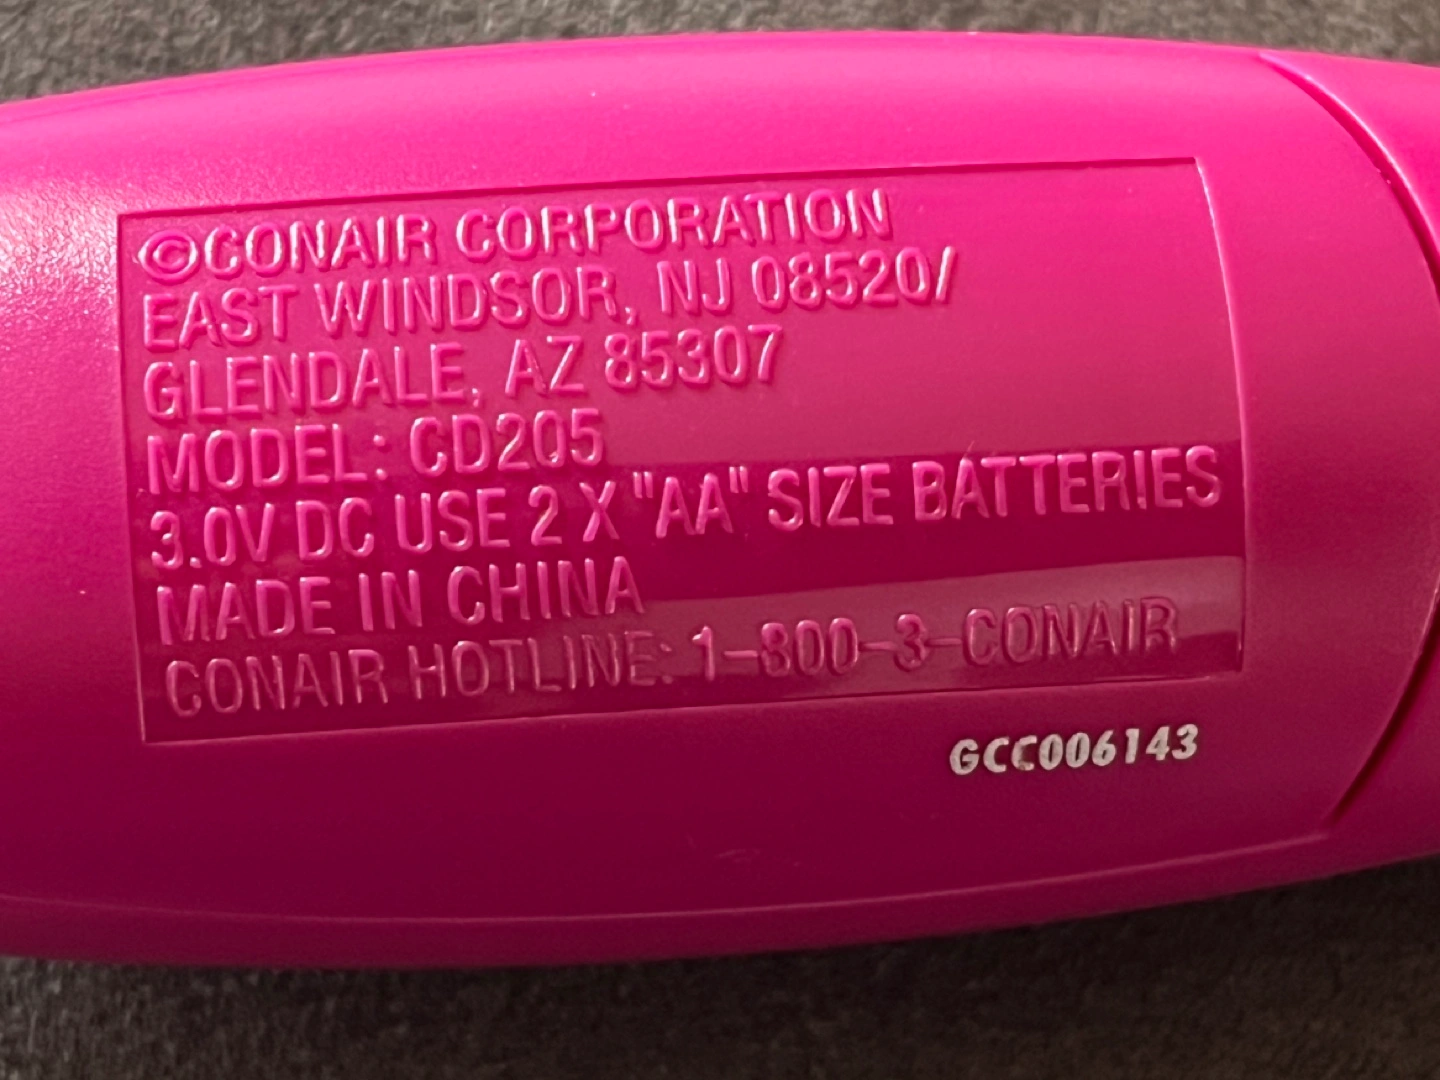 ©CONAIR CORPORATION
EAST WINDSOR, NJ 08520/
GLENDALE, AZ 85307
MODEL: CD205
3.0V DC USE 2 X "AA" SIZE BATTERIES
MADE IN CHINA
CONAIR HOTLINE: 1-800-3-CONAIR
GCC006143